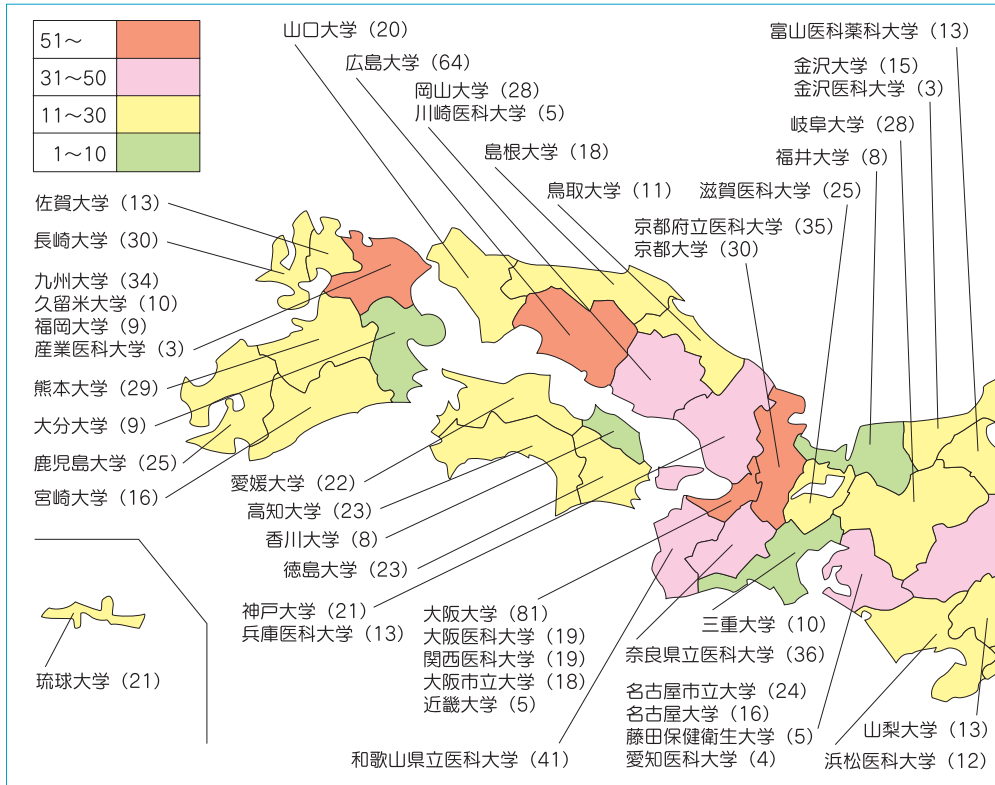 51～
31～50
11～30
1～10
山口大学（20）
広島大学（64）
岡山大学（28）
川崎医科大学（5）
島根大学（18）
鳥取大学（11）
富山医科薬科大学（13）
金沢大学（15）
金沢医科大学（3）
岐阜大学（28）
福井大学（8）
滋賀医科大学（25）
京都府立医科大学（35）
京都大学（30）
佐賀大学（13）
長崎大学（30）
九州大学（34）
久留米大学（10）
福岡大学（9）
産業医科大学（3）
熊本大学（29）
大分大学（9）
鹿児島大学（25）
宮崎大学（16）
愛媛大学（22）
高知大学（23）
香川大学（8）
徳島大学（23）
神戸大学（21）
兵庫医科大学（13）
大阪大学（81）
大阪医科大学（19）
関西医科大学（19）
大阪市立大学（18）
近畿大学（5）
和歌山県立医科大学（41）
三重大学（10）
奈良県立医科大学（36）
名古屋市立大学（24）
名古屋大学（16）
藤田保健衛生大学（5）
愛知医科大学（4）
山梨大学（13）
浜松医科大学（12）
琉球大学（21）